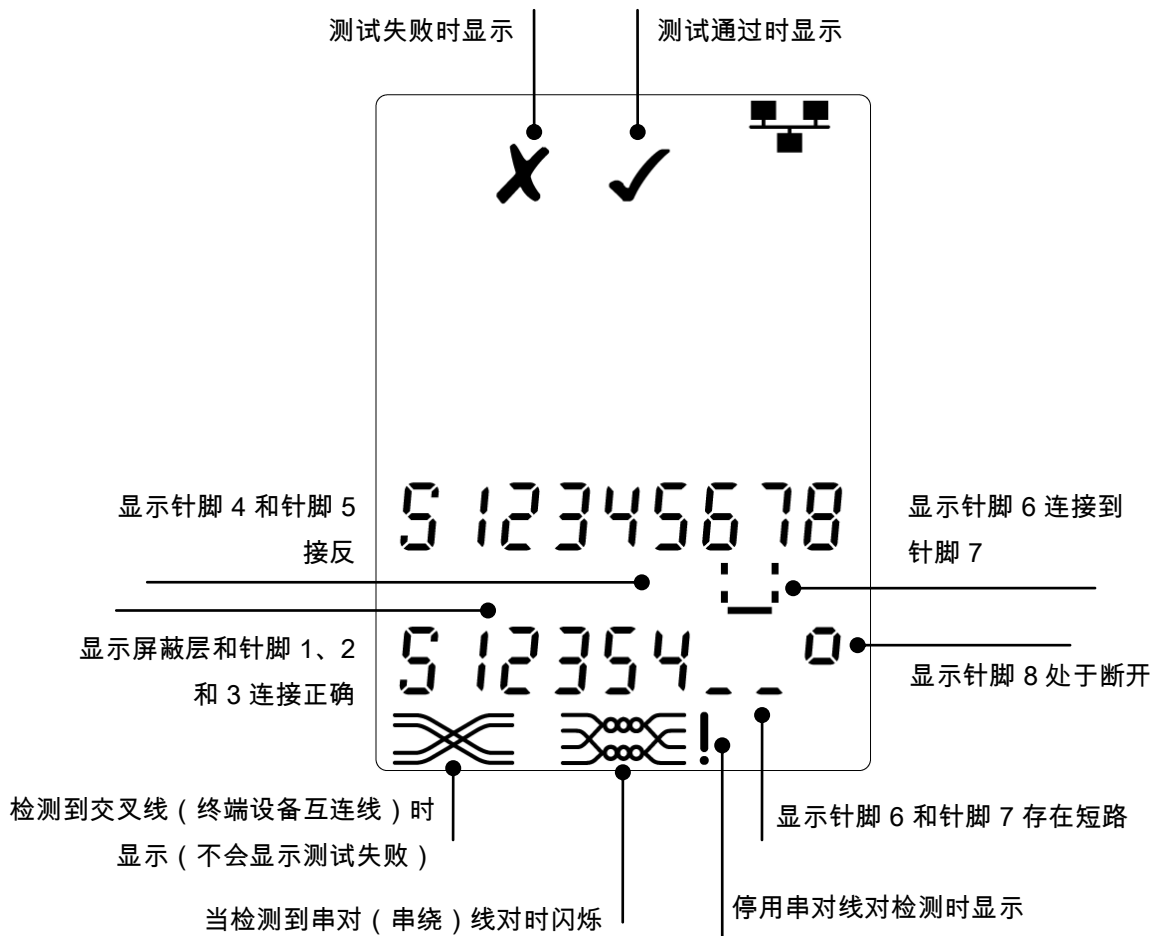 测试失败时显示
测试通过时显示
显示针脚 4 和针脚 5
接反
S12345678
显示针脚 6 连接到
针脚 7
显示屏蔽层和针脚 1、2
和 3 连接正确
S12354_ _ o
显示针脚 8 处于断开
!
检测到交叉线（终端设备互连线）时
显示（不会显示测试失败）
显示针脚 6 和针脚 7 存在短路
当检测到串对（串绕）线对时闪烁
停用串对线对检测时显示